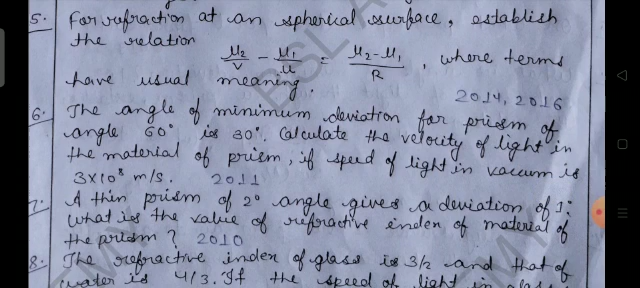 5. For refraction at an spherical surface, establish
the relation
μ2/v - μ1/u = μ2-μ1/R, where terms
have usual meaning.
2014, 2016
6. The angle of minimum deviation for prism of
angle 60° is 30°. Calculate the velocity of light in
the material of prism, if speed of light in vacuum is
3x10⁸ m/s. 2011
7. A thin prism of 2° angle gives a deviation of 1°.
What is the value of refractive index of material of
the prism? 2010
8. The refractive index of glass is 3/2 and that of
water is 4/3. If the speed of light in glass